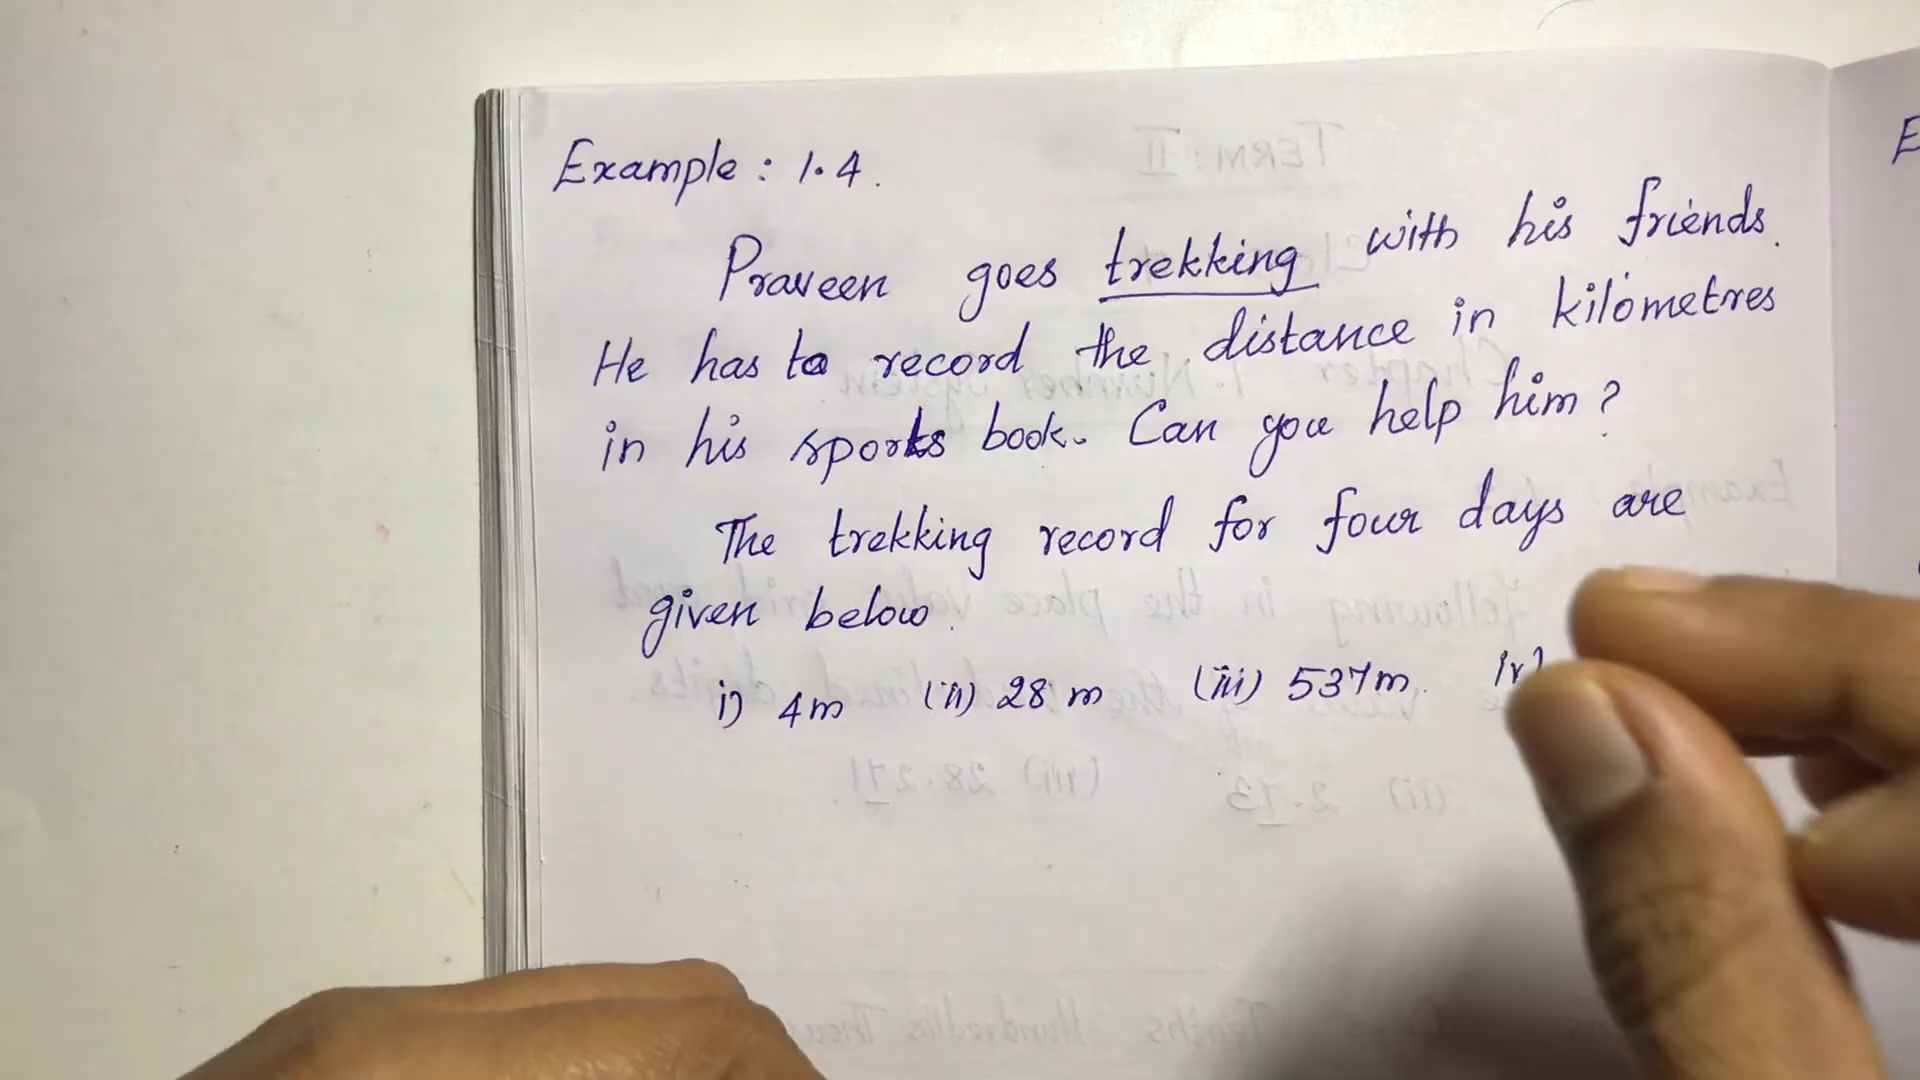 Example : 1.4.
Praveen goes trekking with his friends.
He has to record the distance in kilometres
in his sports book. Can you help him?
The trekking record for four days are
given below.
i) 4m (ii) 28 m (iii) 537m. iv)